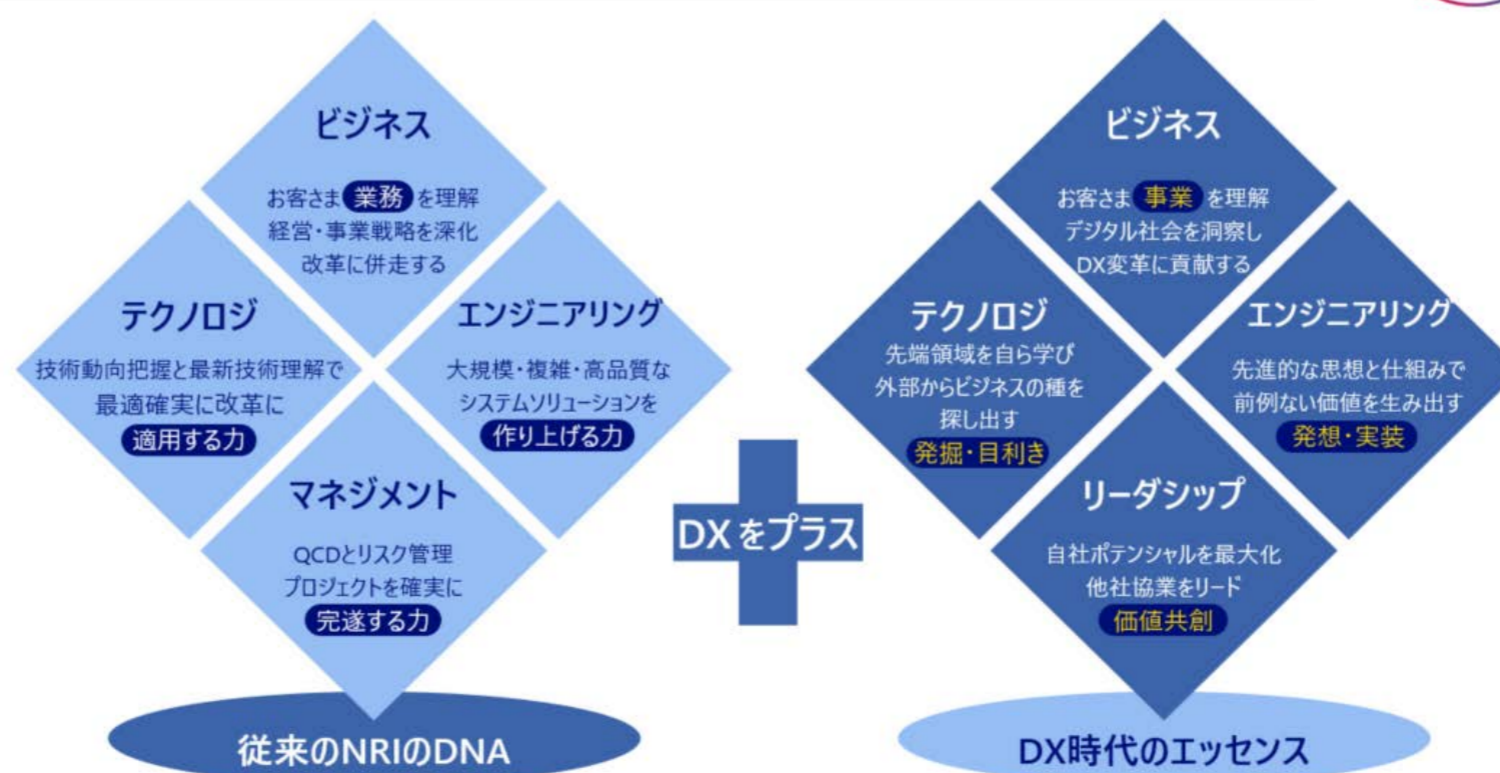 ビジネス
お客さま 業務 を理解
経営・事業戦略を深化
改革に併走する
テクノロジ
技術動向把握と最新技術理解で
最適確実に改革に
適用する力
エンジニアリング
大規模・複雑・高品質な
システムソリューションを
作り上げる力
マネジメント
QCDとリスク管理
プロジェクトを確実に
完遂する力
従来のNRIのDNA
DXをプラス
ビジネス
お客さま 事業 を理解
デジタル社会を洞察し
DX変革に貢献する
テクノロジ
先端領域を自ら学び
外部からビジネスの種を
探し出す
発掘・目利き
エンジニアリング
先進的な思想と仕組みで
前例ない価値を生み出す
発想・実装
リーダシップ
自社ポテンシャルを最大化
他社協業をリード
価値共創
DX時代のエッセンス